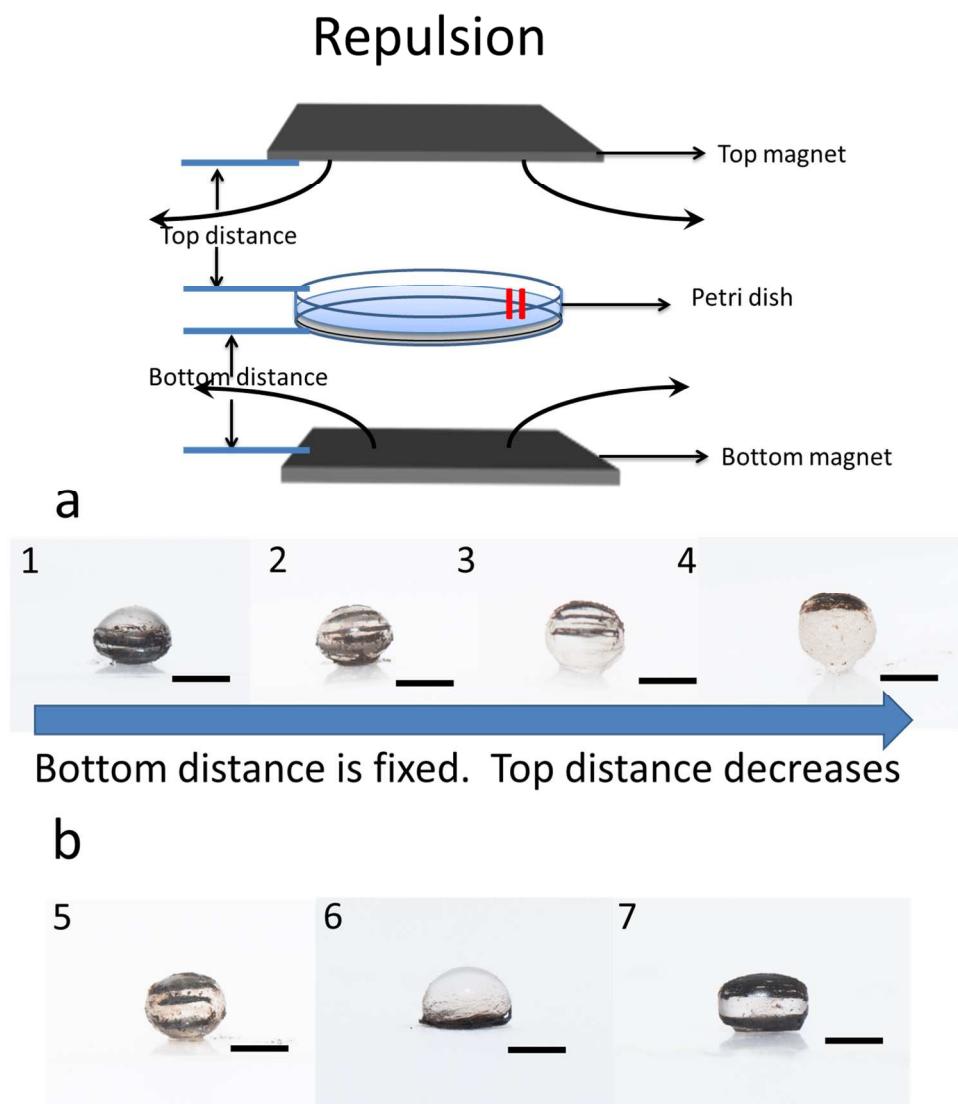 Repulsion
Top magnet
Top distance
Petri dish
Bottom distance
Bottom magnet
a
1 2 3 4
Bottom distance is fixed. Top distance decreases
b
5 6 7